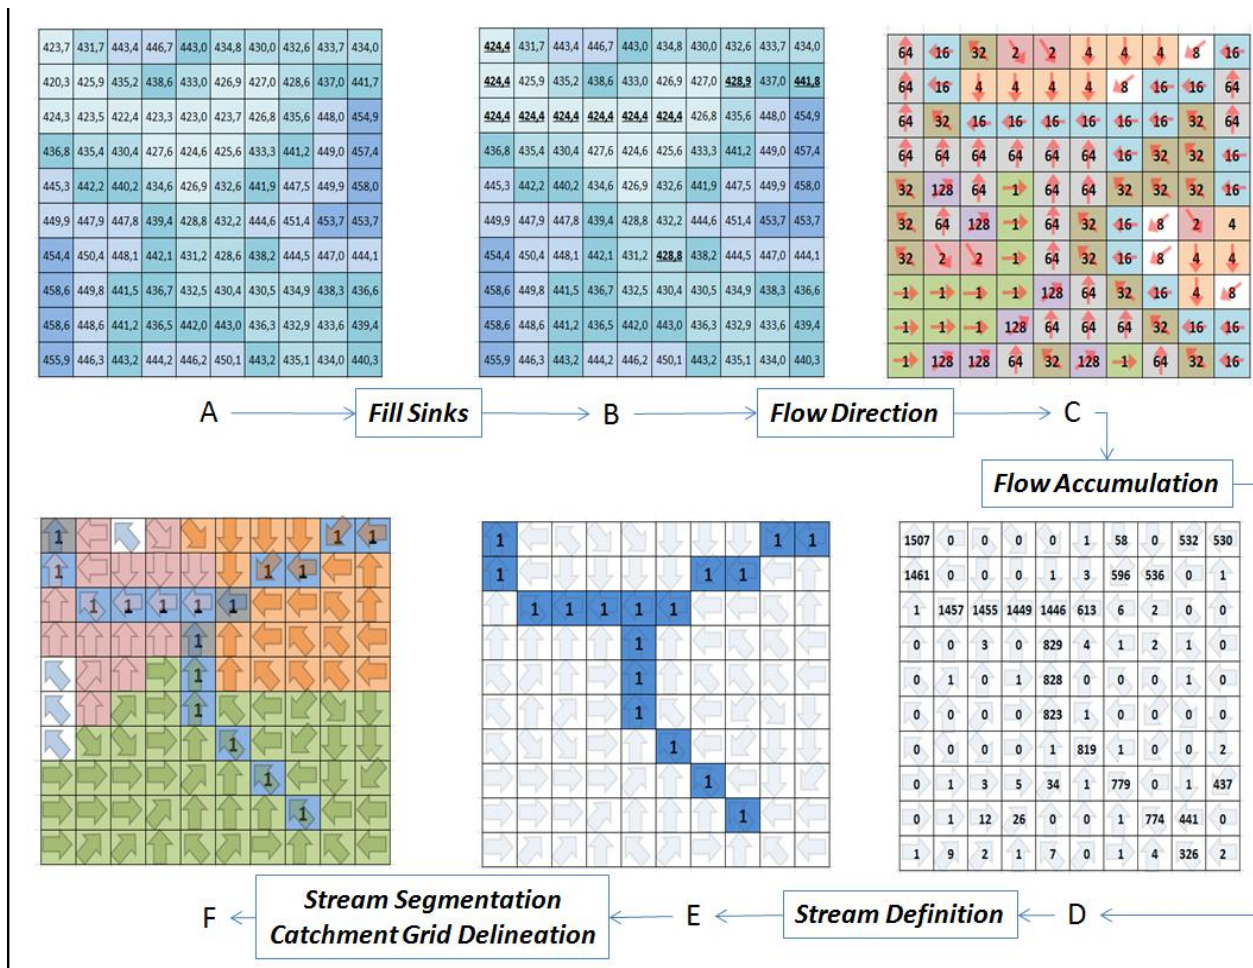 423,7 431,7 443,4 446,7 443,0 434,8 430,0 432,6 433,7 434,0
420,3 425,9 435,2 438,6 433,0 426,9 427,0 428,6 437,0 441,7
424,3 423,5 422,4 423,3 423,0 423,7 426,8 435,6 448,0 454,9
436,8 435,4 430,4 427,6 424,6 425,6 433,3 441,2 449,0 457,4
445,3 442,2 440,2 434,6 426,9 432,6 441,9 447,5 449,9 458,0
449,9 447,9 447,8 439,4 428,8 432,2 444,6 451,4 453,7 453,7
454,4 450,4 448,1 442,1 431,2 428,6 438,2 444,5 447,0 444,1
458,6 449,8 441,5 436,7 432,5 430,4 430,5 434,9 438,3 436,6
458,6 448,6 441,2 436,5 442,0 443,0 436,3 432,9 433,6 439,4
455,9 446,3 443,2 444,2 446,2 450,1 443,2 435,1 434,0 440,3
424,4 431,7 443,4 446,7 443,0 434,8 430,0 432,6 433,7 434,0
424,4 425,9 435,2 438,6 433,0 426,9 427,0 428,9 437,0 441,8
424,4 424,4 424,4 424,4 424,4 424,4 426,8 435,6 448,0 454,9
436,8 435,4 430,4 427,6 424,6 425,6 433,3 441,2 449,0 457,4
445,3 442,2 440,2 434,6 426,9 432,6 441,9 447,5 449,9 458,0
449,9 447,9 447,8 439,4 428,8 432,2 444,6 451,4 453,7 453,7
454,4 450,4 448,1 442,1 431,2 428,8 438,2 444,5 447,0 444,1
458,6 449,8 441,5 436,7 432,5 430,4 430,5 434,9 438,3 436,6
458,6 448,6 441,2 436,5 442,0 443,0 436,3 432,9 433,6 439,4
455,9 446,3 443,2 444,2 446,2 450,1 443,2 435,1 434,0 440,3
64 16 32 2 2 4 4 4 8 16
64 16 4 4 4 4 8 16 16 64
64 32 16 16 16 16 16 16 32 64
64 64 64 64 64 64 16 32 32 16
32 128 64 1 64 64 32 32 32 16
32 64 128 1 64 32 16 8 2 4
32 2 2 1 64 32 16 8 4 4
1 1 1 1 128 64 32 16 4 8
1 1 1 128 64 64 64 32 16 16
1 128 128 64 32 128 1 64 32 16
A
Fill Sinks
B
Flow Direction
C
Flow Accumulation
1 1 1
1 1 1
1 1 1 1 1
1
1
1
1
1
1
1 1 1
1 1 1
1 1 1 1 1
1
1
1
1
1
1
1507 0 0 0 0 1 58 0 532 530
1461 0 0 0 1 3 596 536 0 1
1 1457 1455 1449 1446 613 6 2 0 0
0 0 3 0 829 4 1 2 1 0
0 1 0 1 828 0 0 0 1 0
0 0 0 0 823 1 0 0 0 0
0 0 0 0 1 819 1 0 0 2
0 1 3 5 34 1 779 0 1 437
0 1 12 26 0 0 1 774 441 0
1 9 2 1 7 0 1 4 326 2
F
Stream Segmentation
Catchment Grid Delineation
E
Stream Definition
D